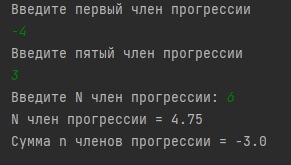 Введите первый член прогрессии
-4
Введите пятый член прогрессии
3
Введите N член прогрессии: 6
N член прогрессии = 4.75
Сумма n членов прогрессии = -3.0